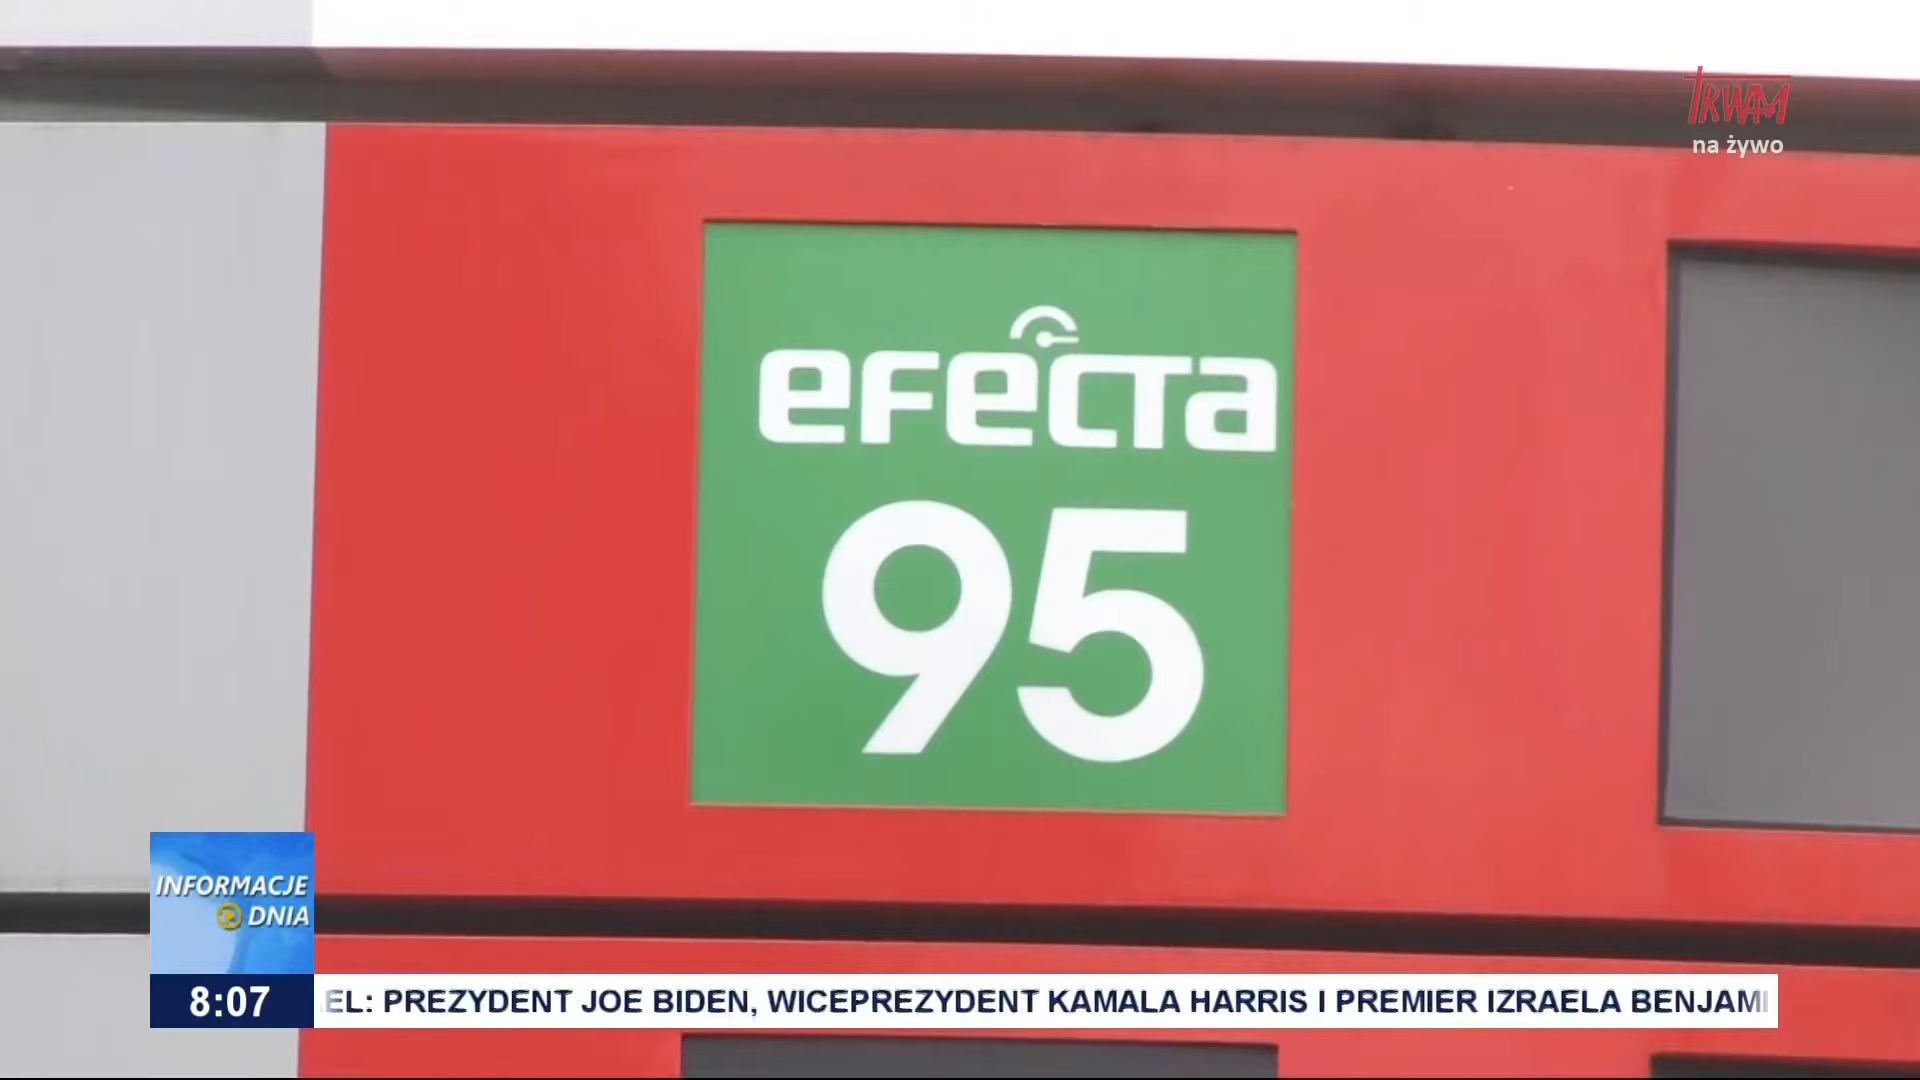 TRWAM
na żywo
efecta
95
INFORMACJE
DNIA
8:07
EL: PREZYDENT JOE BIDEN, WICEPREZYDENT KAMALA HARRIS I PREMIER IZRAELA BENJAMI